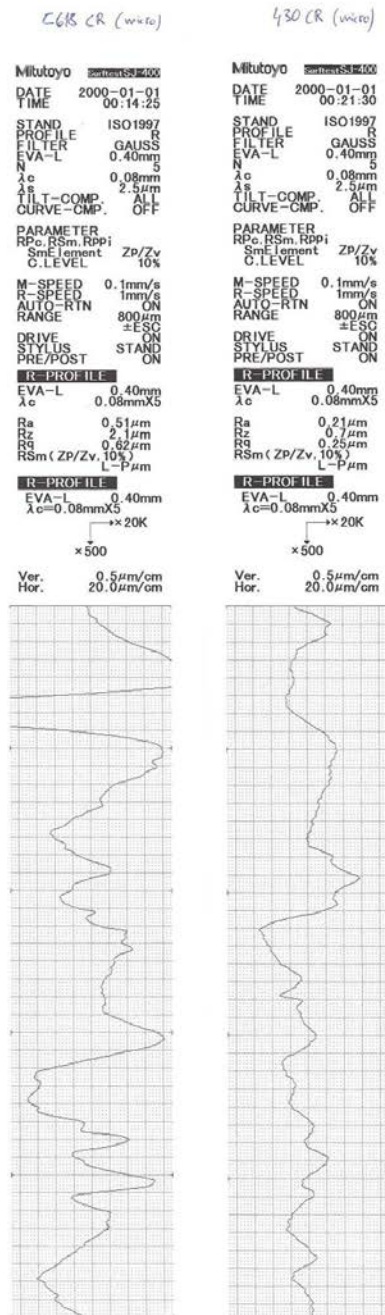 C618 CR (micro)
Mitutoyo SurftestSJ-400
DATE 2000-01-01
TIME 00:14:25
STAND ISO1997
PROFILE R
FILTER GAUSS
EVA-L 0.40mm
N 5
λc 0.08mm
λs 2.5μm
TILT-COMP. ALL
CURVE-CMP. OFF
PARAMETER
RPc.RSm.RPPi
SmElement ZP/Zv
C.LEVEL 10%
M-SPEED 0.1mm/s
R-SPEED 1mm/s
AUTO-RTN ON
RANGE 800μm
±ESC
DRIVE ON
STYLUS STAND
PRE/POST ON
R-PROFILE
EVA-L 0.40mm
λc 0.08mmX5
Ra 0.51μm
Rz 2.1μm
Rq 0.62μm
RSm(ZP/Zv,10%)
L-Pμm
R-PROFILE
EVA-L 0.40mm
λc=0.08mmX5
×20K
×500
Ver. 0.5μm/cm
Hor. 20.0μm/cm
430 CR (micro)
Mitutoyo SurftestSJ-400
DATE 2000-01-01
TIME 00:21:30
STAND ISO1997
PROFILE R
FILTER GAUSS
EVA-L 0.40mm
N 5
λc 0.08mm
λs 2.5μm
TILT-COMP. ALL
CURVE-CMP. OFF
PARAMETER
RPc.RSm.RPPi
SmElement ZP/Zv
C.LEVEL 10%
M-SPEED 0.1mm/s
R-SPEED 1mm/s
AUTO-RTN ON
RANGE 800μm
±ESC
DRIVE ON
STYLUS STAND
PRE/POST ON
R-PROFILE
EVA-L 0.40mm
λc 0.08mmX5
Ra 0.21μm
Rz 0.7μm
Rq 0.25μm
RSm(ZP/Zv,10%)
L-Pμm
R-PROFILE
EVA-L 0.40mm
λc=0.08mmX5
×20K
×500
Ver. 0.5μm/cm
Hor. 20.0μm/cm